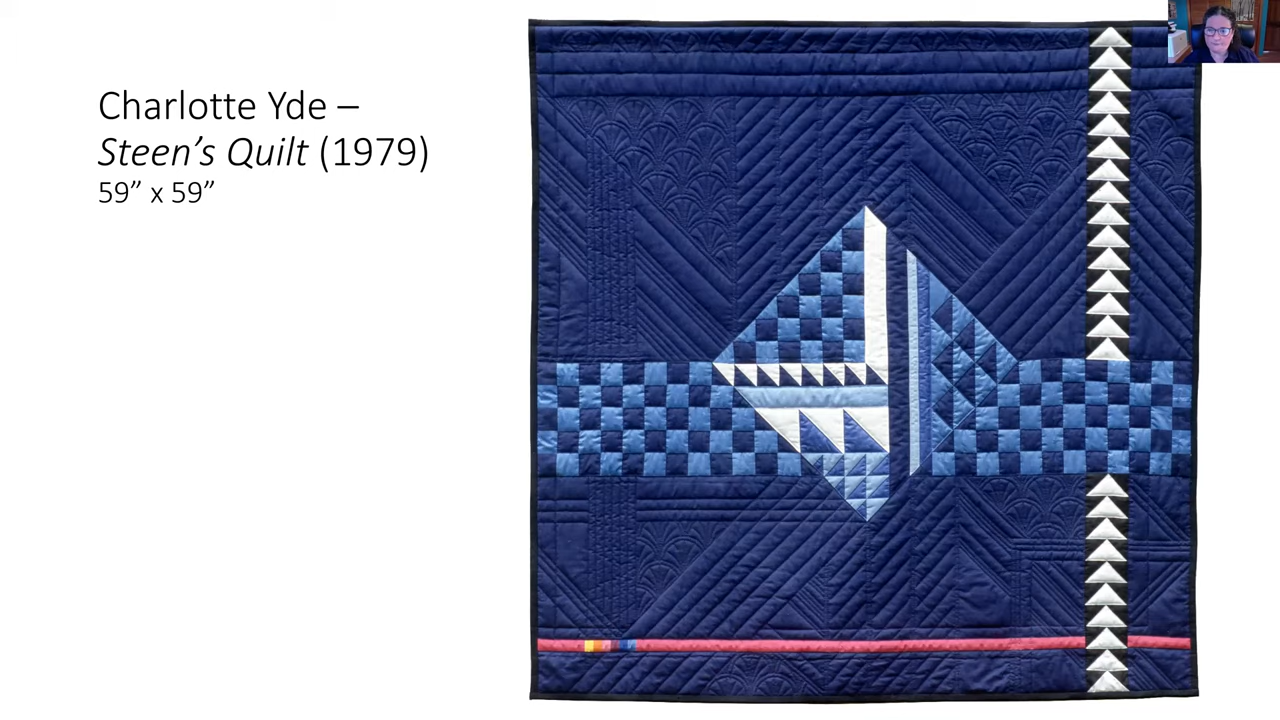 Charlotte Yde –
Steen’s Quilt (1979)
59” x 59”